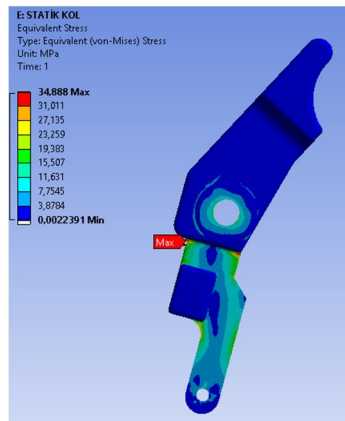 E: STATİK KOL
Equivalent Stress
Type: Equivalent (von-Mises) Stress
Unit: MPa
Time: 1
34,888 Max
31,011
27,135
23,259
19,383
15,507
11,631
7,7545
3,8784
0,0022391 Min
Max